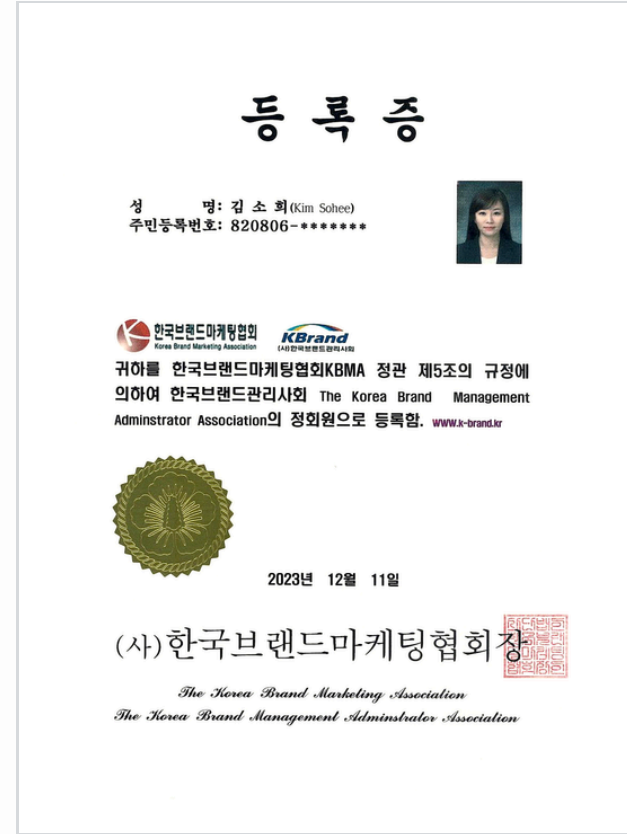 등 록 증
성 명: 김 소 희(Kim Sohee)
주민등록번호: 820806-*******
한국브랜드마케팅협회
Korea Brand Marketing Association
KBrand
(사)한국브랜드관리사회
귀하를 한국브랜드마케팅협회KBMA 정관 제5조의 규정에
의하여 한국브랜드관리사회 The Korea Brand Management
Adminstrator Association의 정회원으로 등록함. WWW.k-brand.kr
2023년 12월 11일
(사)한국브랜드마케팅협회장
The Korea Brand Marketing Association
The Korea Brand Management Adminstrator Association